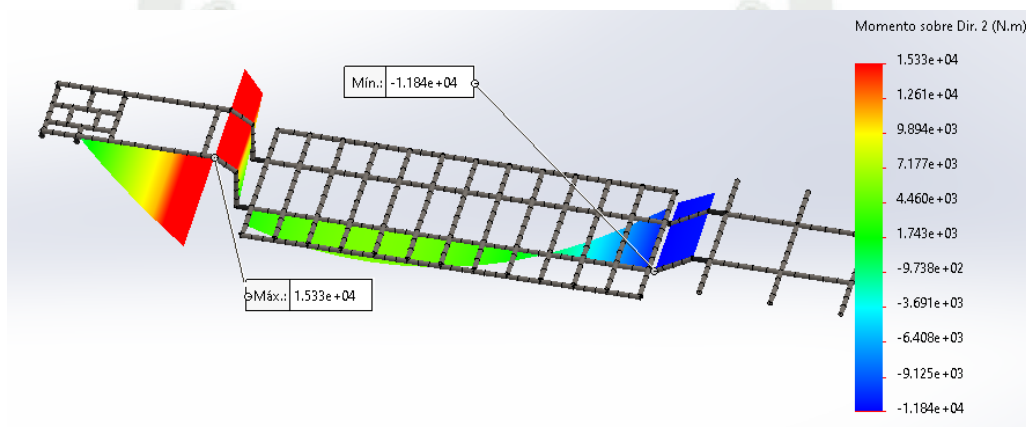 Momento sobre Dir. 2 (N.m)
Mín.: -1.184e+04
Máx.: 1.533e+04
1.533e+04
1.261e+04
9.894e+03
7.177e+03
4.460e+03
1.743e+03
-9.738e+02
-3.691e+03
-6.408e+03
-9.125e+03
-1.184e+04